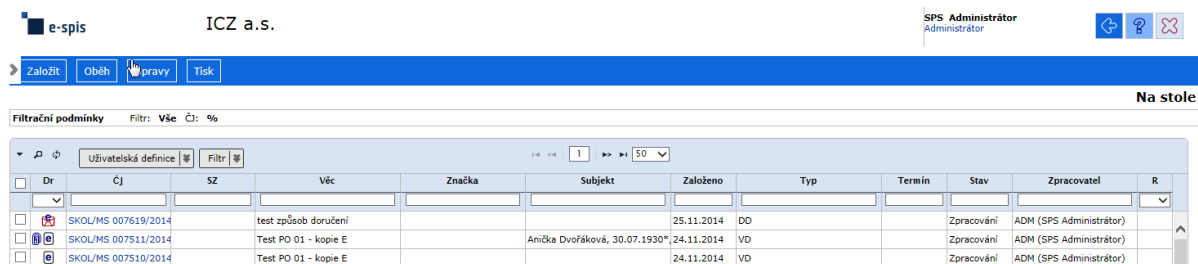 e-spis
ICZ a.s.
SPS Administrátor
Administrátor
Založit Oběh pravy Tisk
Na stole
Filtrační podmínky Filtr: Vše ČJ: %
Uživatelská definice Filtr 1 50
Dr ČJ SZ Věc Značka Subjekt Založeno Typ Termín Stav Zpracovatel R
SKOL/MS 007619/2014 test způsob doručení 25.11.2014 DD Zpracování ADM (SPS Administrátor)
SKOL/MS 007511/2014 Test PO 01 - kopie E Anička Dvořáková, 30.07.1930*, 24.11.2014 VD Zpracování ADM (SPS Administrátor)
SKOL/MS 007510/2014 Test PO 01 - kopie E 24.11.2014 VD Zpracování ADM (SPS Administrátor)